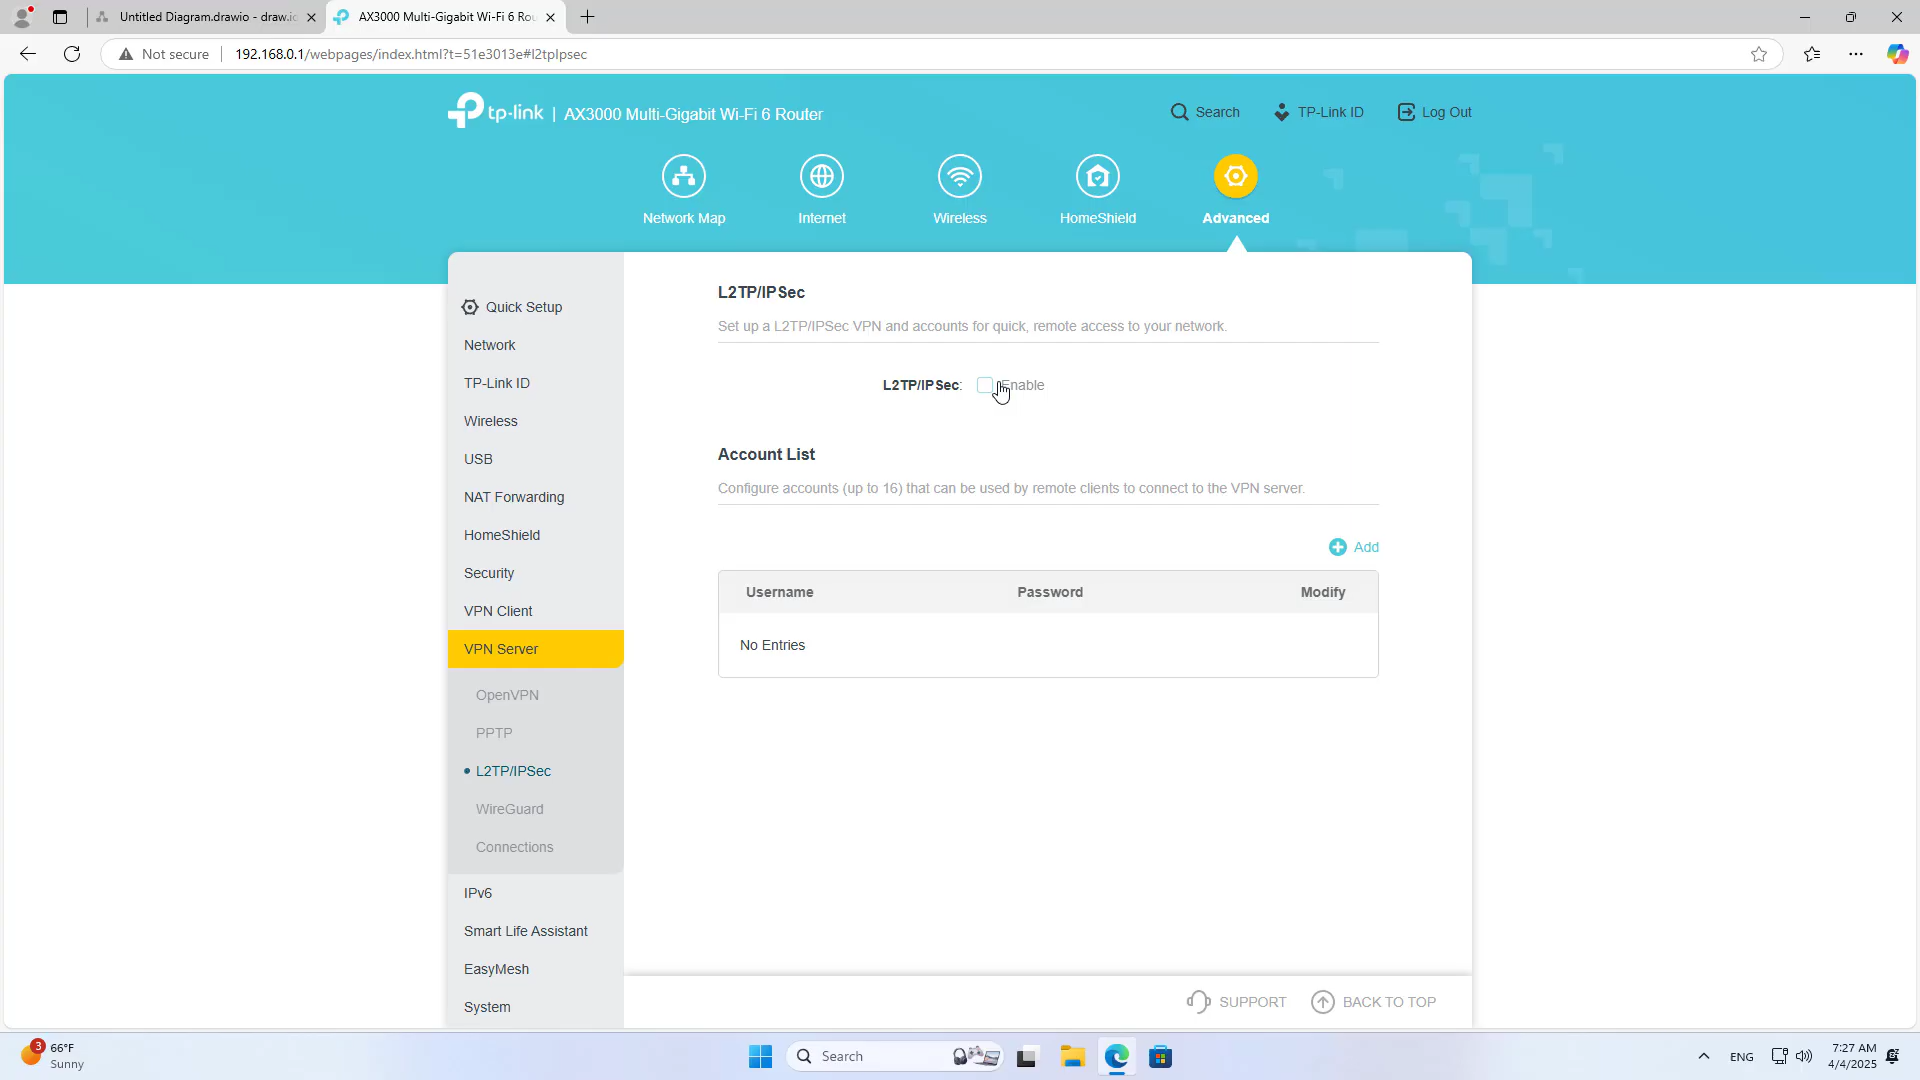 Untitled Diagram.drawio - draw.io
AX3000 Multi-Gigabit Wi-Fi 6 Rou
Not secure
192.168.0.1/webpages/index.html?t=51e3013e#l2tpIpsec
tp-link | AX3000 Multi-Gigabit Wi-Fi 6 Router
Search
TP-Link ID
Log Out
Network Map
Internet
Wireless
HomeShield
Advanced
Quick Setup
Network
TP-Link ID
Wireless
USB
NAT Forwarding
HomeShield
Security
VPN Client
VPN Server
OpenVPN
PPTP
L2TP/IPSec
WireGuard
Connections
IPv6
Smart Life Assistant
EasyMesh
System
L2TP/IPSec
Set up a L2TP/IPSec VPN and accounts for quick, remote access to your network.
L2TP/IPSec: Enable
Account List
Configure accounts (up to 16) that can be used by remote clients to connect to the VPN server.
Add
Username Password Modify
No Entries
SUPPORT
BACK TO TOP
3
66°F
Sunny
Search
ENG
7:27 AM
4/4/2025